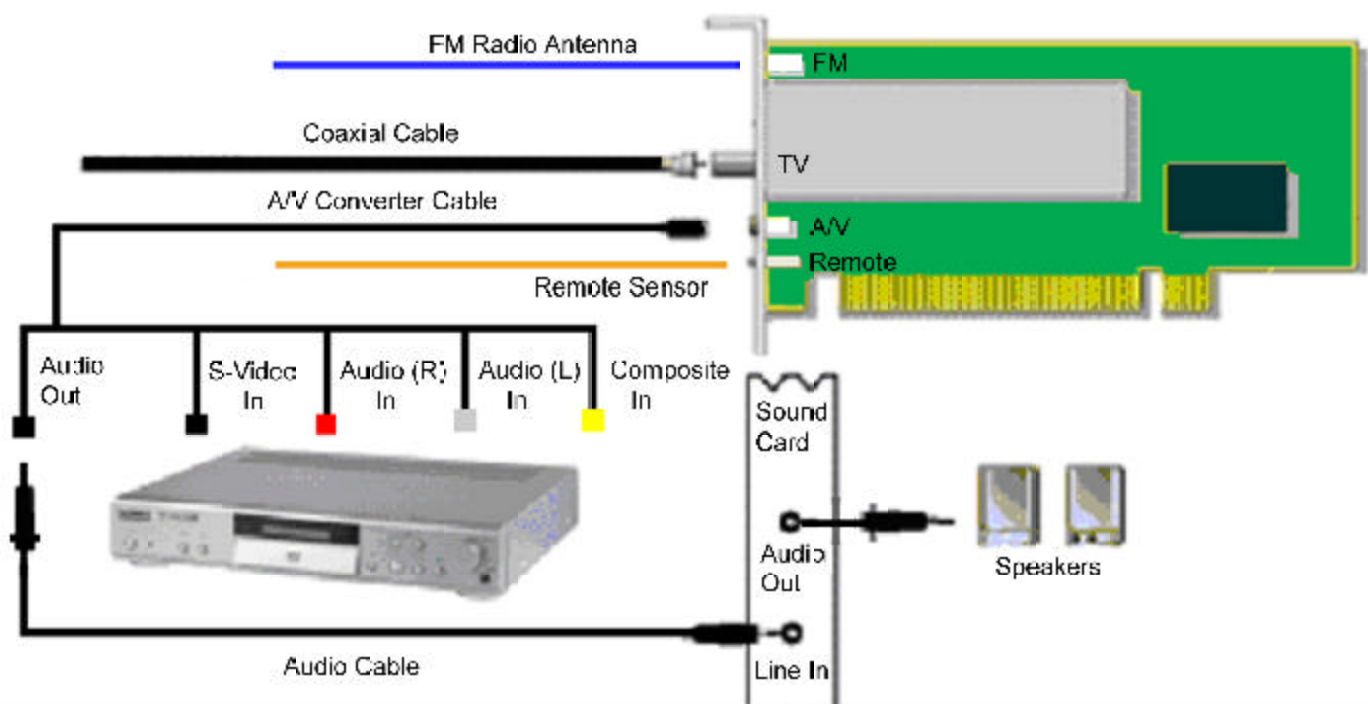 FM Radio Antenna
FM
Coaxial Cable
TV
A/V Converter Cable
A/V
Remote
Remote Sensor
Audio
Out
S-Video
In
Audio (R)
In
Audio (L)
In
Composite
In
Sound
Card
Audio
Out
Speakers
Audio Cable
Line In